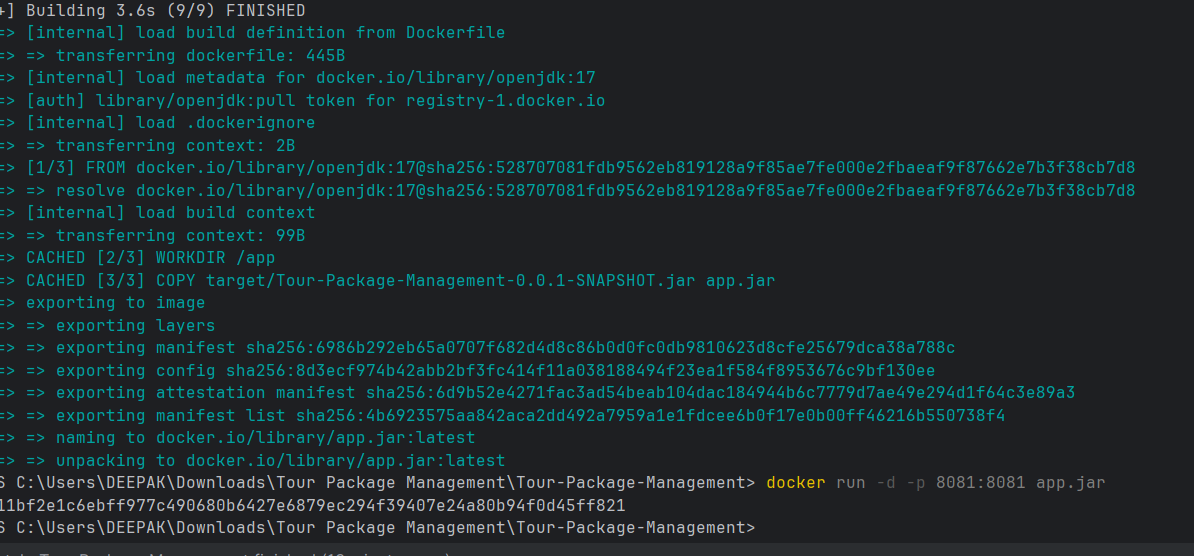 +] Building 3.6s (9/9) FINISHED
=> [internal] load build definition from Dockerfile
=> => transferring dockerfile: 445B
=> [internal] load metadata for docker.io/library/openjdk:17
=> [auth] library/openjdk:pull token for registry-1.docker.io
=> [internal] load .dockerignore
=> => transferring context: 2B
=> [1/3] FROM docker.io/library/openjdk:17@sha256:528707081fdb9562eb819128a9f85ae7fe000e2fbaeaf9f87662e7b3f38cb7d8
=> => resolve docker.io/library/openjdk:17@sha256:528707081fdb9562eb819128a9f85ae7fe000e2fbaeaf9f87662e7b3f38cb7d8
=> [internal] load build context
=> => transferring context: 99B
=> CACHED [2/3] WORKDIR /app
=> CACHED [3/3] COPY target/Tour-Package-Management-0.0.1-SNAPSHOT.jar app.jar
=> exporting to image
=> => exporting layers
=> => exporting manifest sha256:6986b292eb65a0707f682d4d8c86b0d0fc0db9810623d8cfe25679dca38a788c
=> => exporting config sha256:8d3ecf974b42abb2bf3fc414f11a038188494f23ea1f584f8953676c9bf130ee
=> => exporting attestation manifest sha256:6d9b52e4271fac3ad54beab104dac184944b6c7779d7ae49e294d1f64c3e89a3
=> => exporting manifest list sha256:4b6923575aa842aca2dd492a7959a1e1fdcee6b0f17e0b00ff46216b550738f4
=> => naming to docker.io/library/app.jar:latest
=> => unpacking to docker.io/library/app.jar:latest
S C:\Users\DEEPAK\Downloads\Tour Package Management\Tour-Package-Management> docker run -d -p 8081:8081 app.jar
11bf2e1c6ebff977c490680b6427e6879ec294f39407e24a80b94f0d45ff821
S C:\Users\DEEPAK\Downloads\Tour Package Management\Tour-Package-Management>